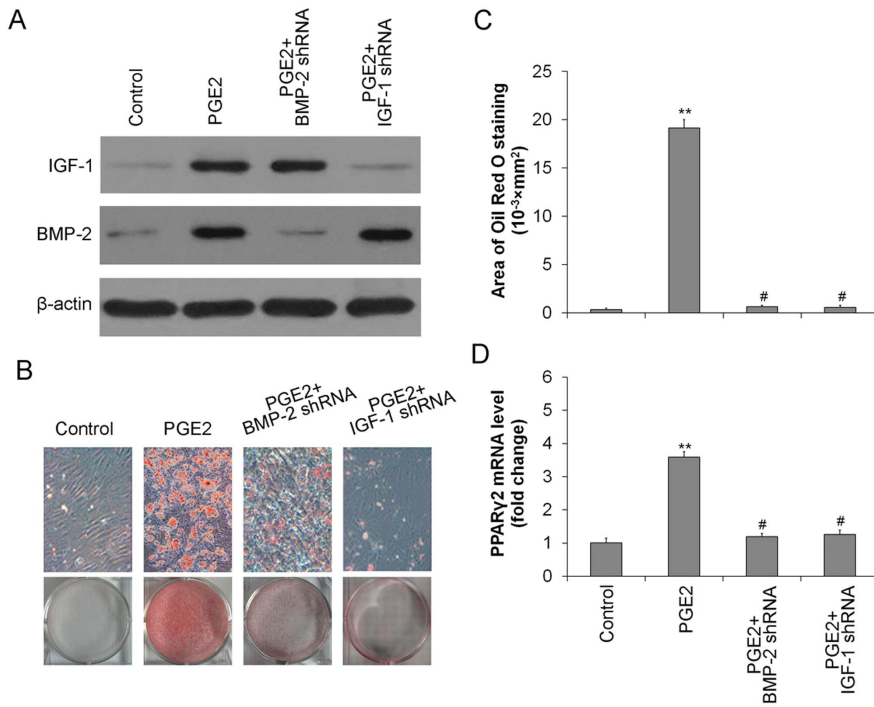 A
Control
PGE2
PGE2+
BMP-2 shRNA
PGE2+
IGF-1 shRNA
IGF-1
BMP-2
β-actin
B
Control
PGE2
PGE2+
BMP-2 shRNA
PGE2+
IGF-1 shRNA
C
Area of Oil Red O staining
(10⁻³×mm²)
25
20
15
10
5
0
**
#
#
D
PPARγ2 mRNA level
(fold change)
6
5
4
3
2
1
0
**
#
#
Control
PGE2
PGE2+
BMP-2 shRNA
PGE2+
IGF-1 shRNA